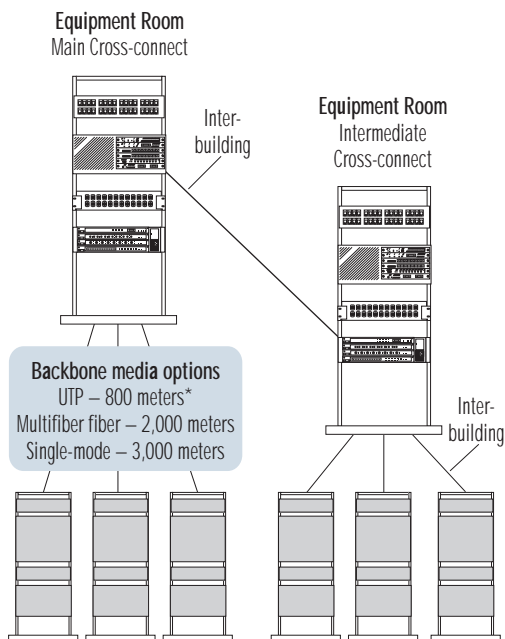 Equipment Room
Main Cross-connect
Inter-
building
Equipment Room
Intermediate
Cross-connect
Backbone media options
UTP – 800 meters*
Multifiber fiber – 2,000 meters
Single-mode – 3,000 meters
Inter-
building